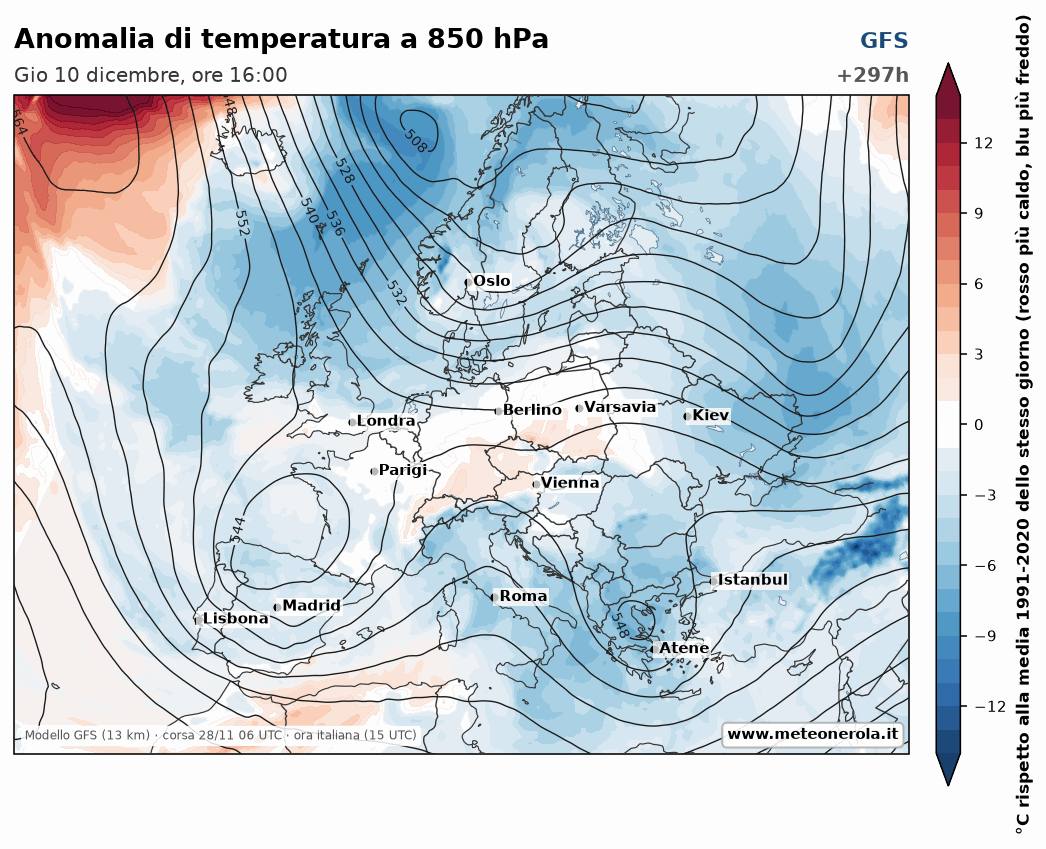 Anomalia di temperatura a 850 hPa
GFS
Gio 10 dicembre, ore 16:00
+297h
564
508
528
540
536
552
532
Oslo
Berlino
Varsavia
Kiev
Londra
Parigi
Vienna
544
Istanbul
Roma
Madrid
Lisbona
548
Atene
Modello GFS (13 km) · corsa 28/11 06 UTC · ora italiana (15 UTC)
www.meteonerola.it
12
9
6
3
0
−3
−6
−9
−12
°C rispetto alla media 1991-2020 dello stesso giorno (rosso più caldo, blu più freddo)